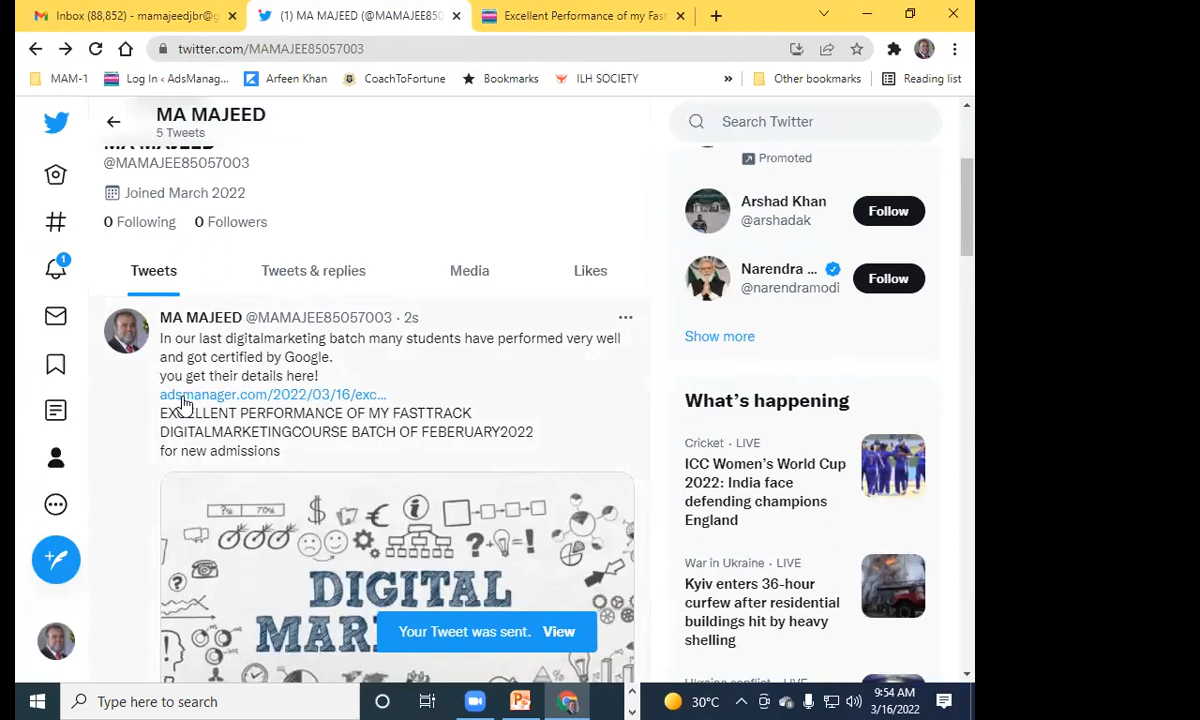 Inbox (88,852) - mamajeedjbr@g
(1) MA MAJEED (@MAMAJEE850
Excellent Performance of my Fast
twitter.com/MAMAJEE85057003
MAM-1
Log In ‹ AdsManag...
Arfeen Khan
CoachToFortune
Bookmarks
ILH SOCIETY
»
Other bookmarks
Reading list
MA MAJEED
5 Tweets
@MAMAJEE85057003
Joined March 2022
0 Following 0 Followers
Tweets
Tweets & replies
Media
Likes
MA MAJEED @MAMAJEE85057003 · 2s
In our last digitalmarketing batch many students have performed very well
and got certified by Google.
you get their details here!
adsmanager.com/2022/03/16/exc...
EXCELLENT PERFORMANCE OF MY FASTTRACK
DIGITALMARKETINGCOURSE BATCH OF FEBERUARY2022
for new admissions
70%
DIGITAL
MAR
Your Tweet was sent. View
1
Search Twitter
Promoted
Arshad Khan
@arshadak
Follow
Narendra ...
@narendramodi
Follow
Show more
What's happening
Cricket · LIVE
ICC Women's World Cup
2022: India face
defending champions
England
War in Ukraine · LIVE
Kyiv enters 36-hour
curfew after residential
buildings hit by heavy
shelling
Type here to search
30°C
9:54 AM
3/16/2022